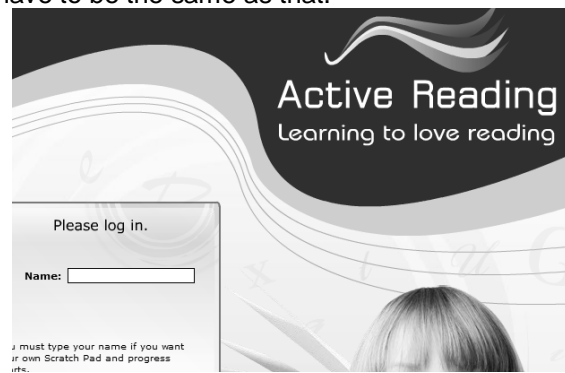 have to be the same as that.
Active Reading
Learning to love reading
Please log in.
Name:
must type your name if you want
own Scratch Pad and progress